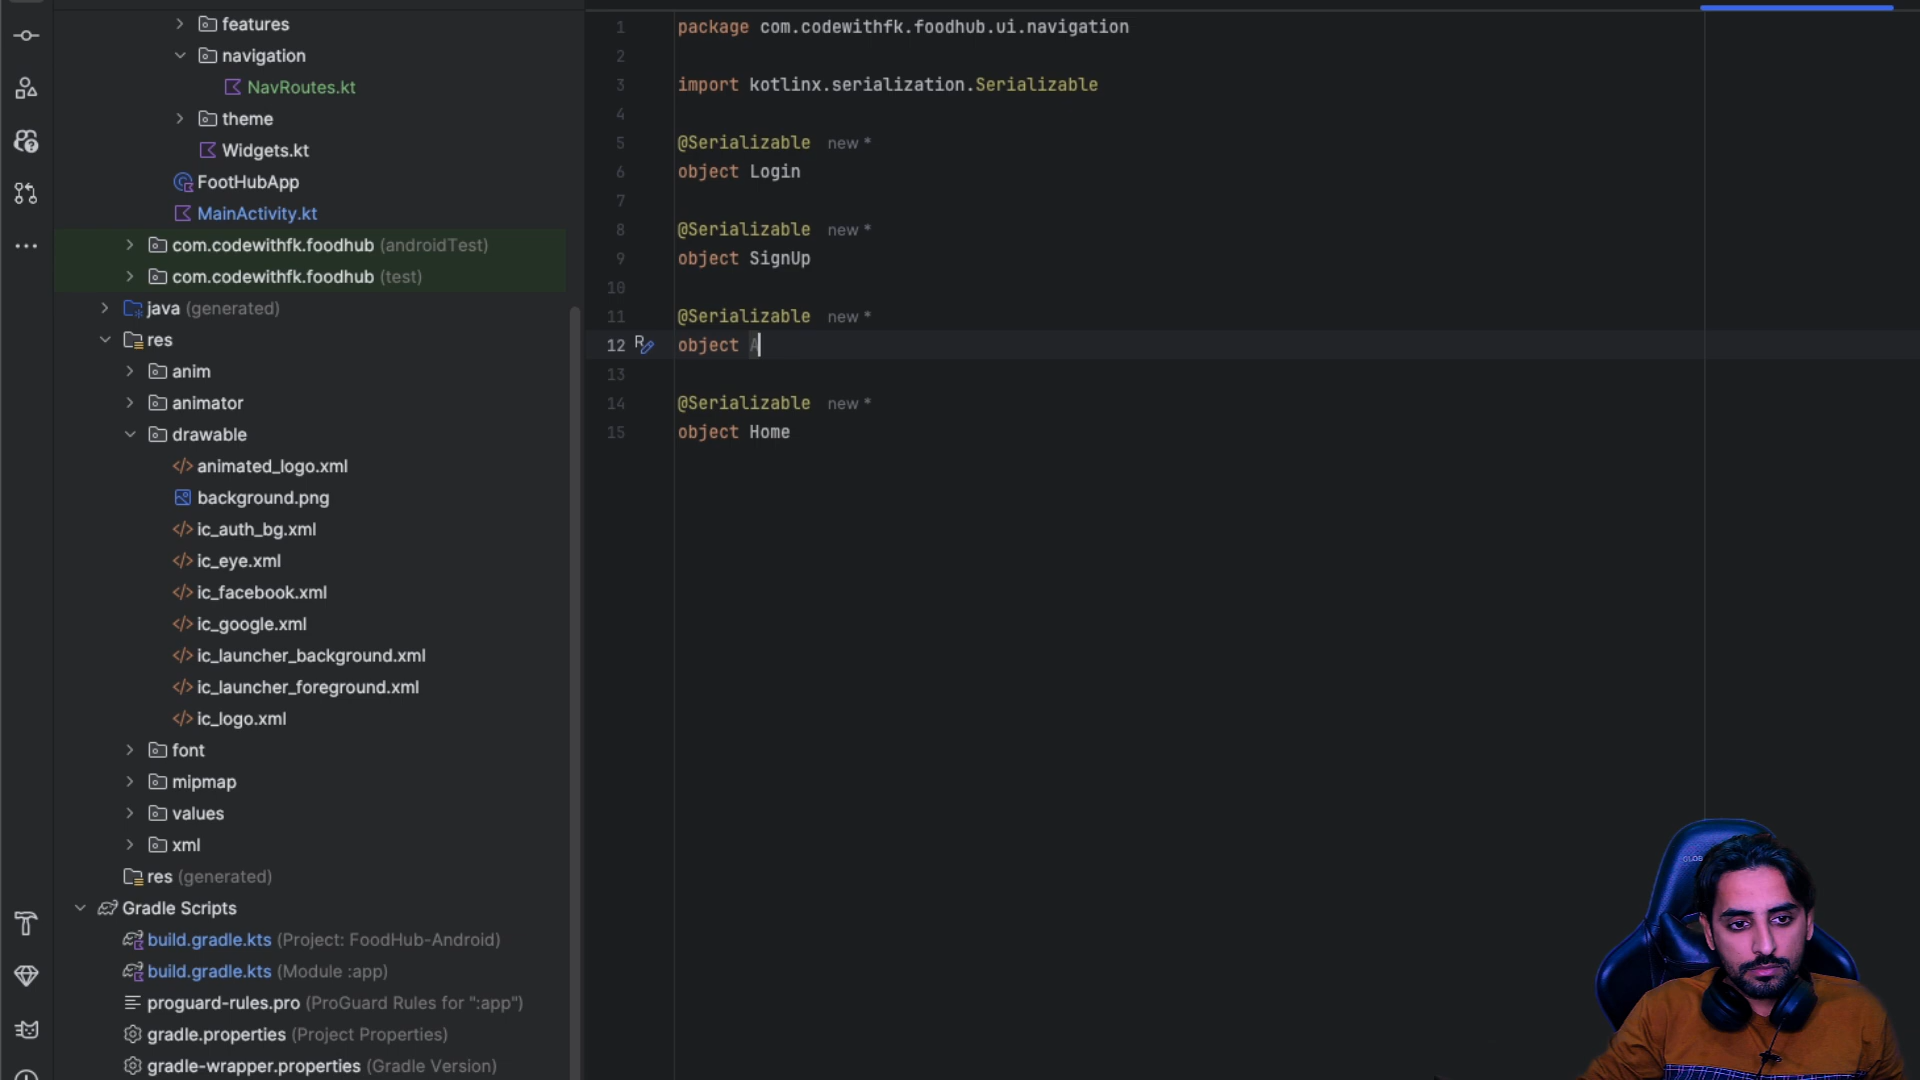 features
navigation
NavRoutes.kt
theme
Widgets.kt
FootHubApp
MainActivity.kt
com.codewithfk.foodhub (androidTest)
com.codewithfk.foodhub (test)
java (generated)
res
anim
animator
drawable
animated_logo.xml
background.png
ic_auth_bg.xml
ic_eye.xml
ic_facebook.xml
ic_google.xml
ic_launcher_background.xml
ic_launcher_foreground.xml
ic_logo.xml
font
mipmap
values
xml
res (generated)
Gradle Scripts
build.gradle.kts (Project: FoodHub-Android)
build.gradle.kts (Module :app)
proguard-rules.pro (ProGuard Rules for ":app")
gradle.properties (Project Properties)
gradle-wrapper.properties (Gradle Version)
1 package com.codewithfk.foodhub.ui.navigation
2
3 import kotlinx.serialization.Serializable
4
5 @Serializable new *
6 object Login
7
8 @Serializable new *
9 object SignUp
10
11 @Serializable new *
12 object A
13
14 @Serializable new *
15 object Home